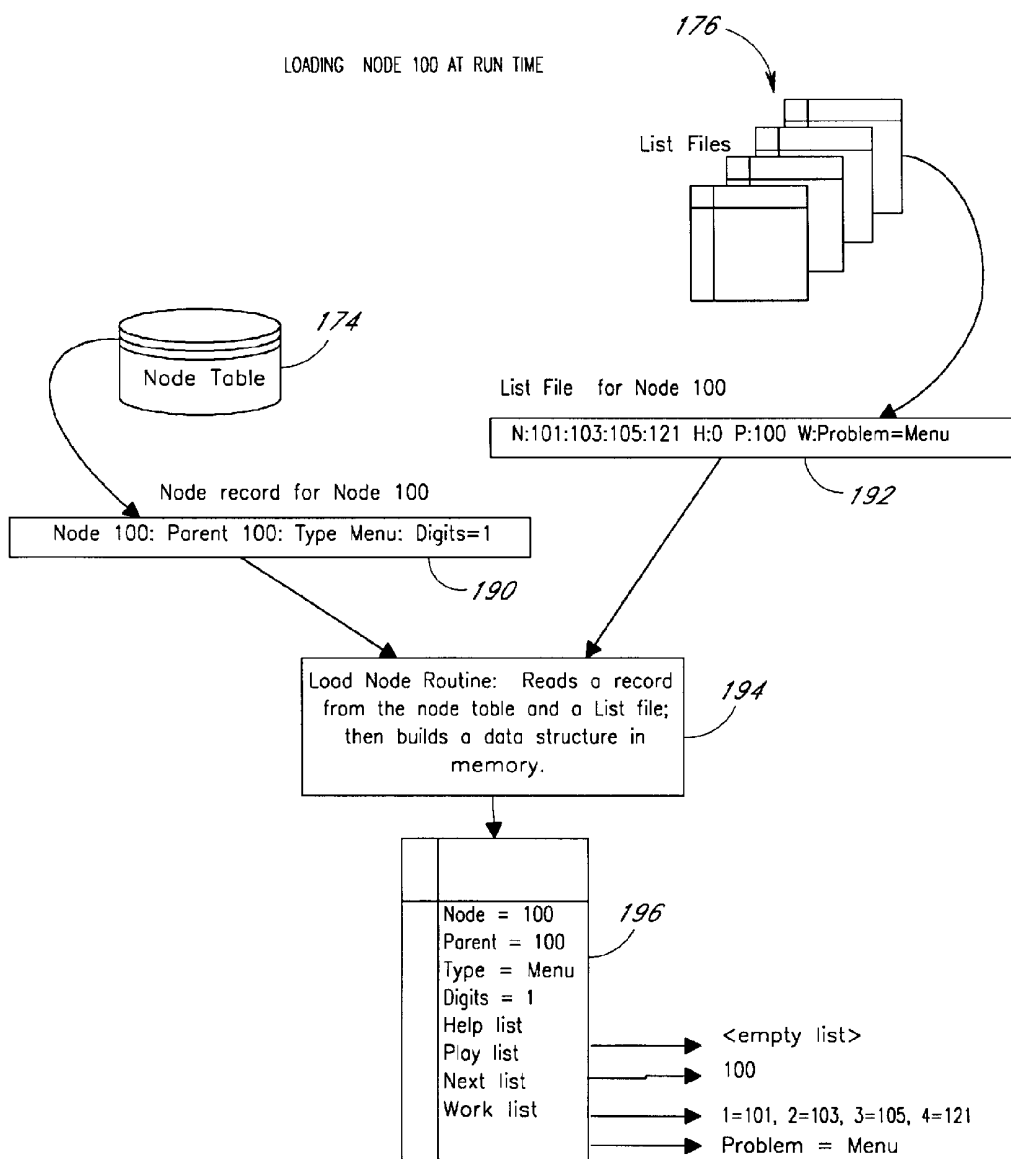 176
LOADING NODE 100 AT RUN TIME
List Files
174
Node Table
List File for Node 100
N:101:103:105:121 H:0 P:100 W:Problem=Menu
192
Node record for Node 100
Node 100: Parent 100: Type Menu: Digits=1
190
Load Node Routine: Reads a record
from the node table and a List file;
then builds a data structure in
memory.
194
Node = 100
196
Parent = 100
Type = Menu
Digits = 1
Help list
<empty list>
Play list
100
Next list
1=101, 2=103, 3=105, 4=121
Work list
Problem = Menu